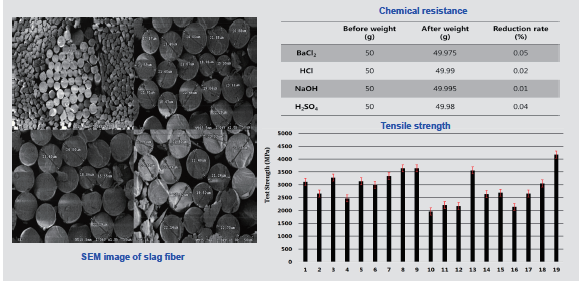 Chemical resistance
Before weight (g) After weight (g) Reduction rate (%)
BaCl₂ 50 49.975 0.05
HCl 50 49.99 0.02
NaOH 50 49.995 0.01
H₂SO₄ 50 49.98 0.04
Tensile strength
Test Strength (MPa)
5000
4500
4000
3500
3000
2500
2000
1500
1000
500
0
1 2 3 4 5 6 7 8 9 10 11 12 13 14 15 16 17 18 19
SEM image of slag fiber